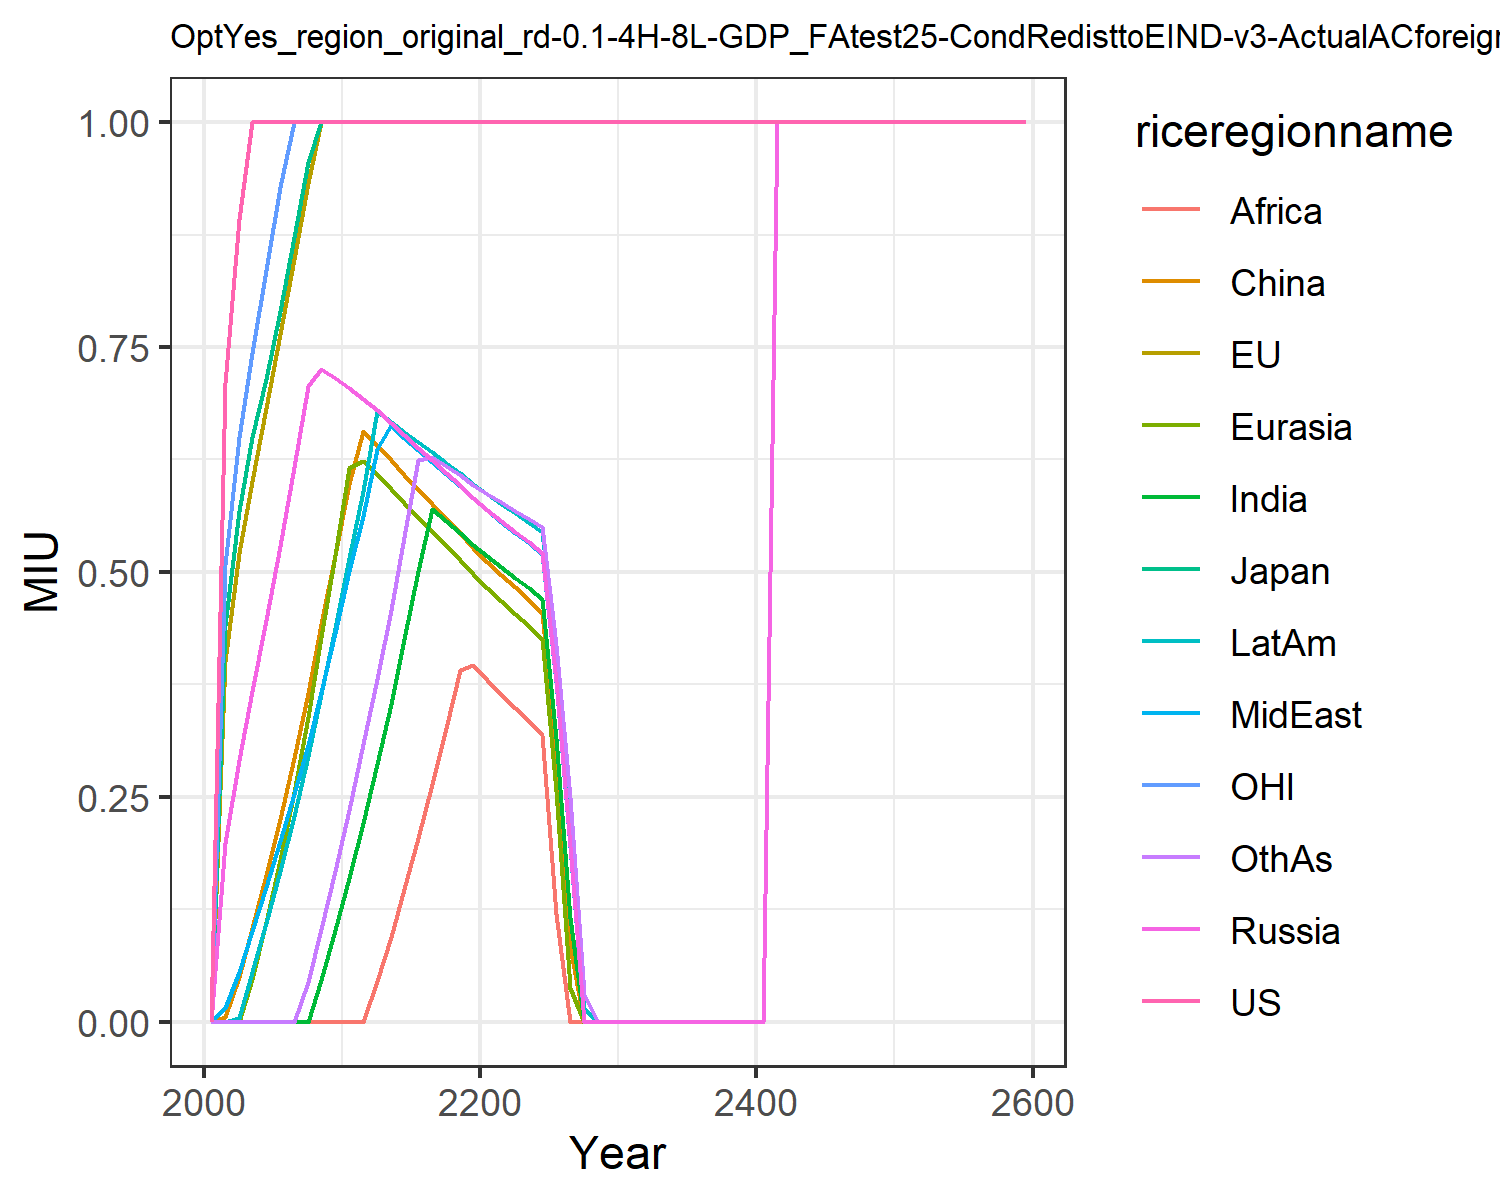 OptYes_region_original_rd-0.1-4H-8L-GDP_FAtest25-CondRedisttoEIND-v3-ActualACforeign
1.00
0.75
0.50
0.25
0.00
MIU
2000 2200 2400 2600
Year
riceregionname
Africa
China
EU
Eurasia
India
Japan
LatAm
MidEast
OHI
OthAs
Russia
US